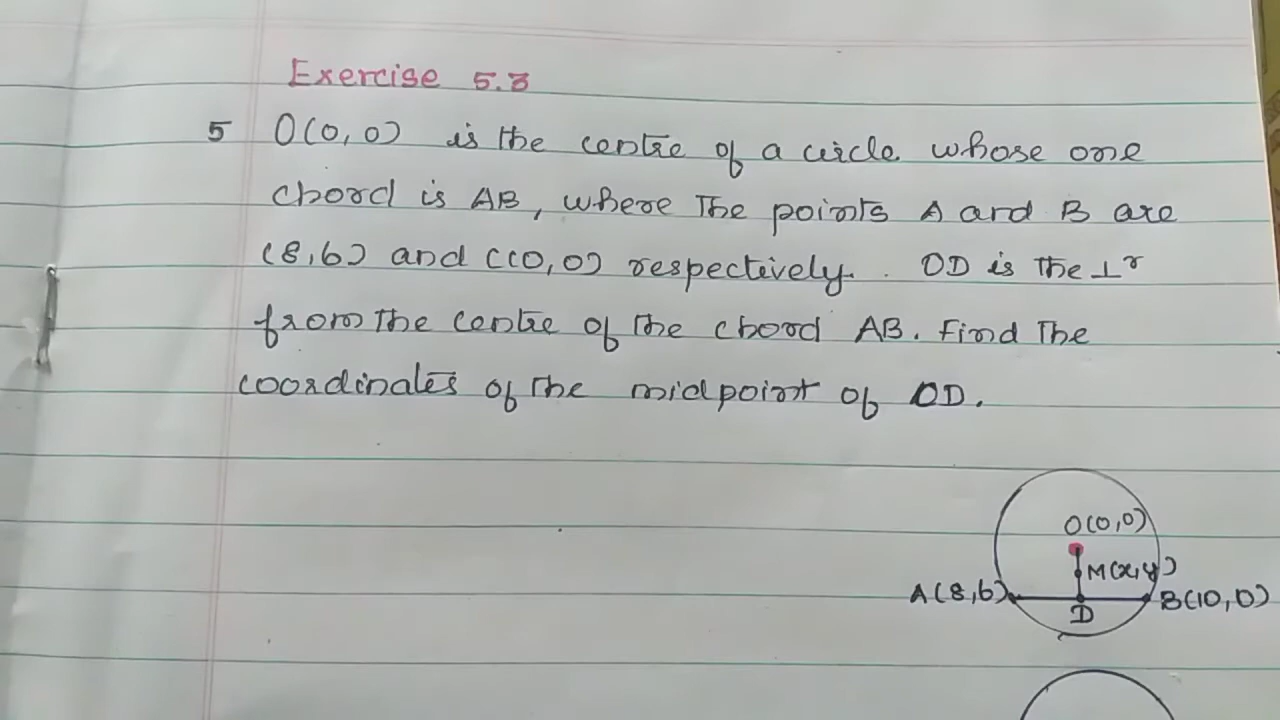 Exercise 5.3
5 O(0,0) is the centre of a circle whose one
chord is AB, where the points A and B are
(8,6) and (10,0) respectively. OD is the ⊥r
from the centre of the chord AB. Find the
coordinates of the midpoint of OD.
O(0,0)
M(x,y)
A(8,6)
B(10,0)
D